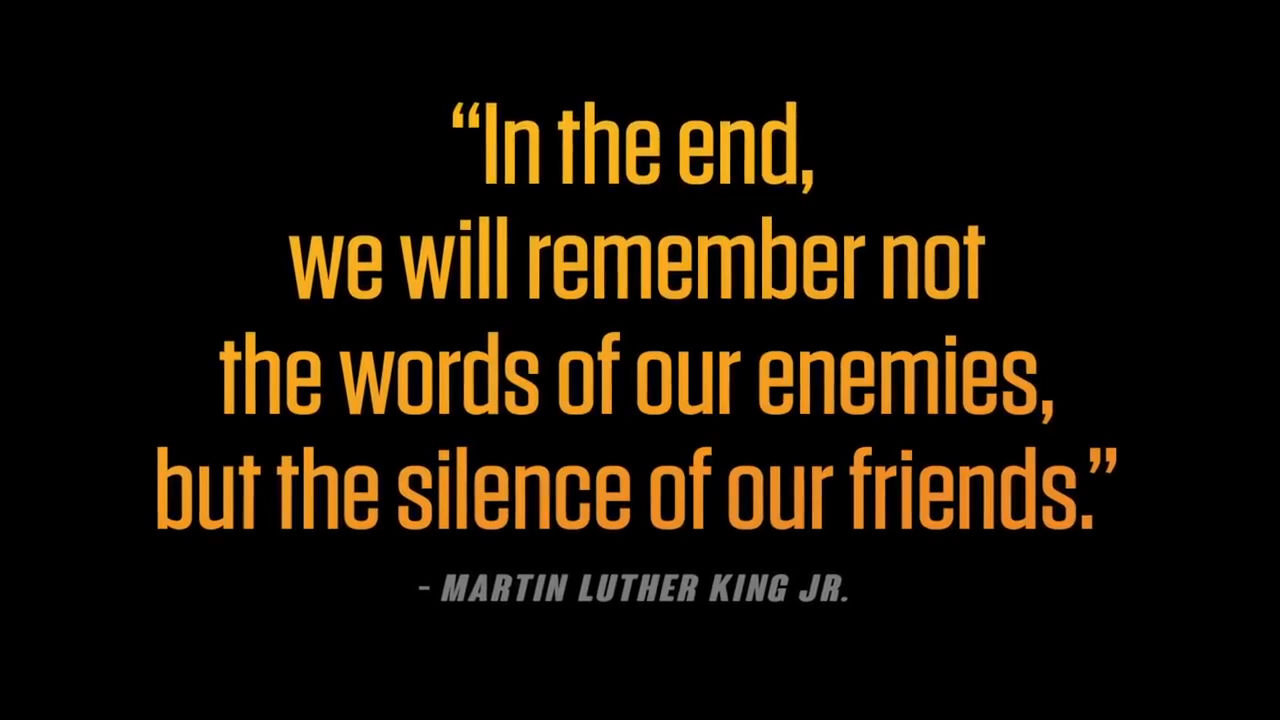 “In the end,
we will remember not
the words of our enemies,
but the silence of our friends.”
- MARTIN LUTHER KING JR.